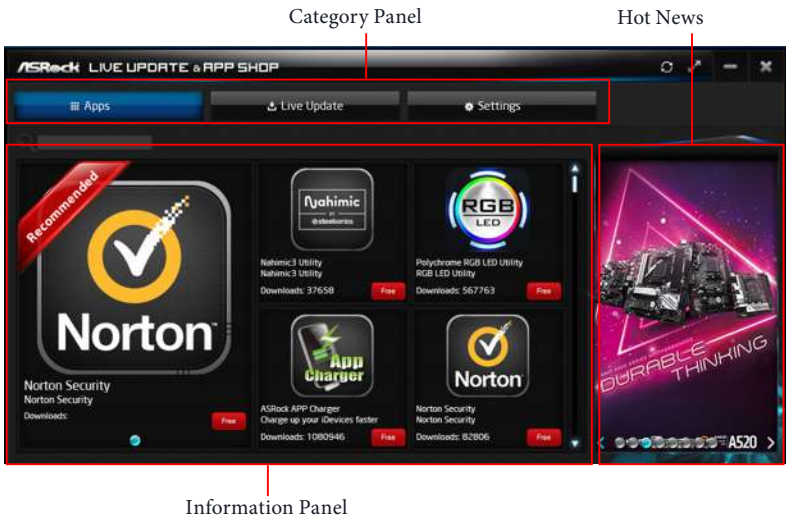 Category Panel
Hot News
ASRock LIVE UPDATE & APP SHOP
Apps
Live Update
Settings
Recommended
Norton
Norton Security
Norton Security
Downloads:
Free
Nahimic
BY
steelseries
Nahimic3 Utility
Nahimic3 Utility
Downloads: 37658
Free
RGB
LED
Polychrome RGB LED Utility
RGB LED Utility
Downloads: 567763
Free
App
Charger
ASRock APP Charger
Charge up your iDevices faster
Downloads: 1080946
Free
Norton
Norton Security
Norton Security
Downloads: 82806
Free
DURABLE
THINKING
A520
Information Panel